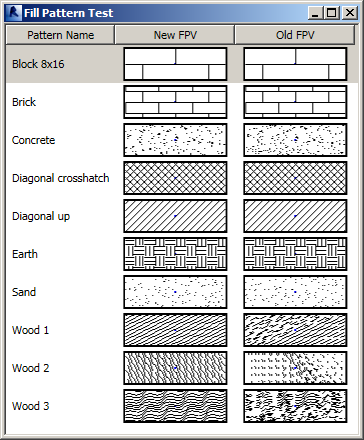 Fill Pattern Test
Pattern Name New FPV Old FPV
Block 8x16
Brick
Concrete
Diagonal crosshatch
Diagonal up
Earth
Sand
Wood 1
Wood 2
Wood 3